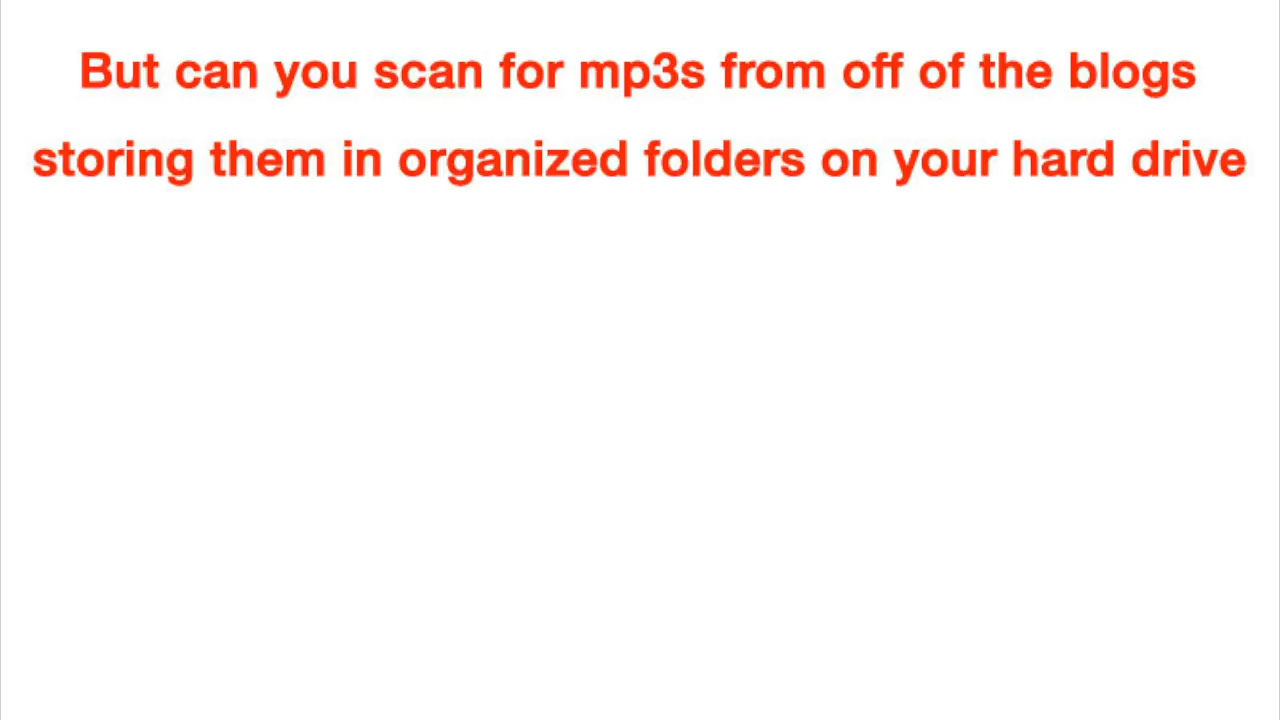 But can you scan for mp3s from off of the blogs
storing them in organized folders on your hard drive